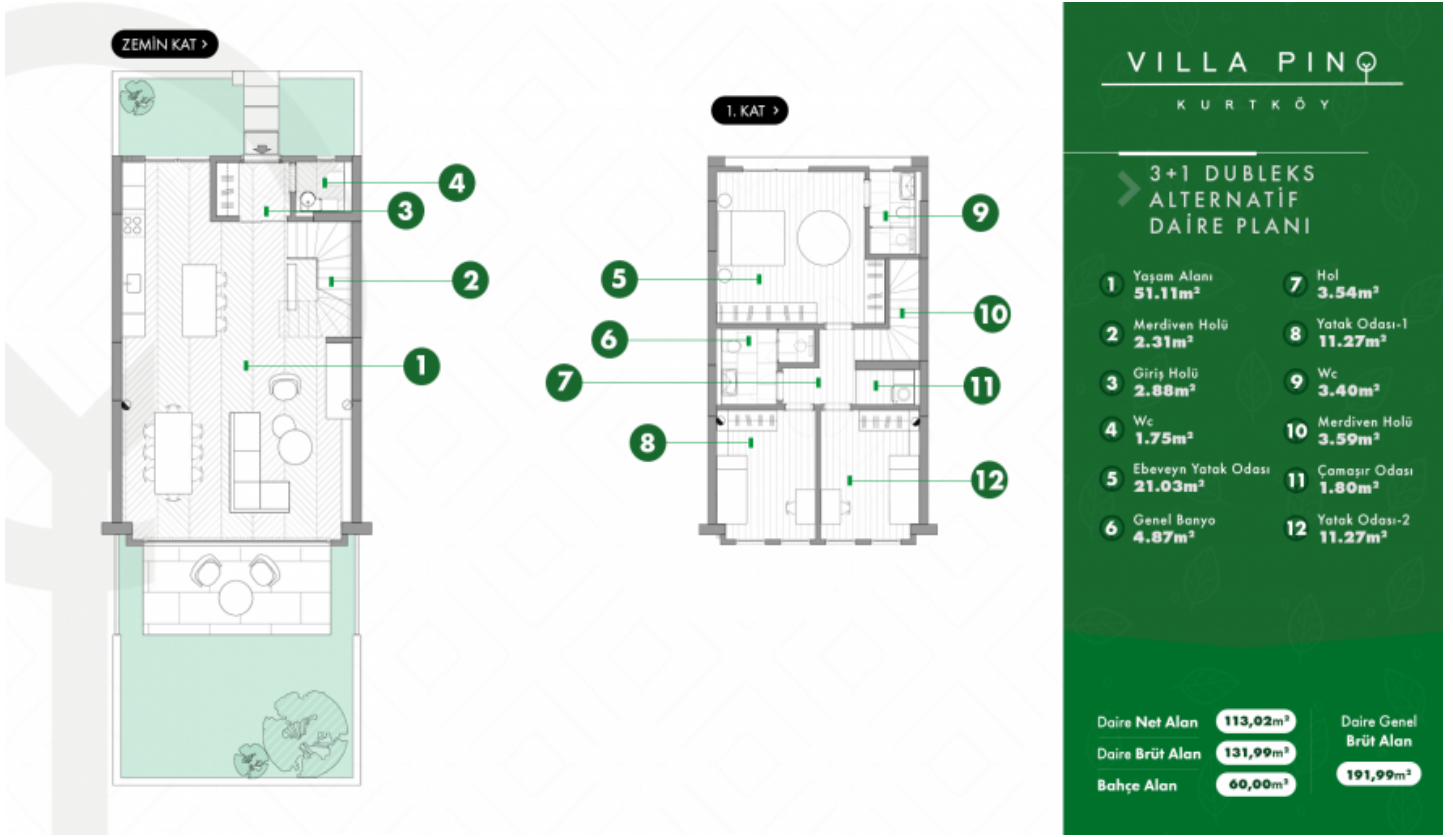 ZEMİN KAT >
4
3
2
1
1. KAT >
9
5
10
6
7
11
8
12
VILLA PINO
KURTKÖY
3+1 DUBLEKS
ALTERNATİF
DAİRE PLANI
1 Yaşam Alanı
51.11m²
2 Merdiven Holü
2.31m²
3 Giriş Holü
2.88m²
4 Wc
1.75m²
5 Ebeveyn Yatak Odası
21.03m²
6 Genel Banyo
4.87m²
7 Hol
3.54m²
8 Yatak Odası-1
11.27m²
9 Wc
3.40m²
10 Merdiven Holü
3.59m²
11 Çamaşır Odası
1.80m²
12 Yatak Odası-2
11.27m²
Daire Net Alan 113,02m²
Daire Brüt Alan 131,99m²
Bahçe Alan 60,00m²
Daire Genel
Brüt Alan
191,99m²